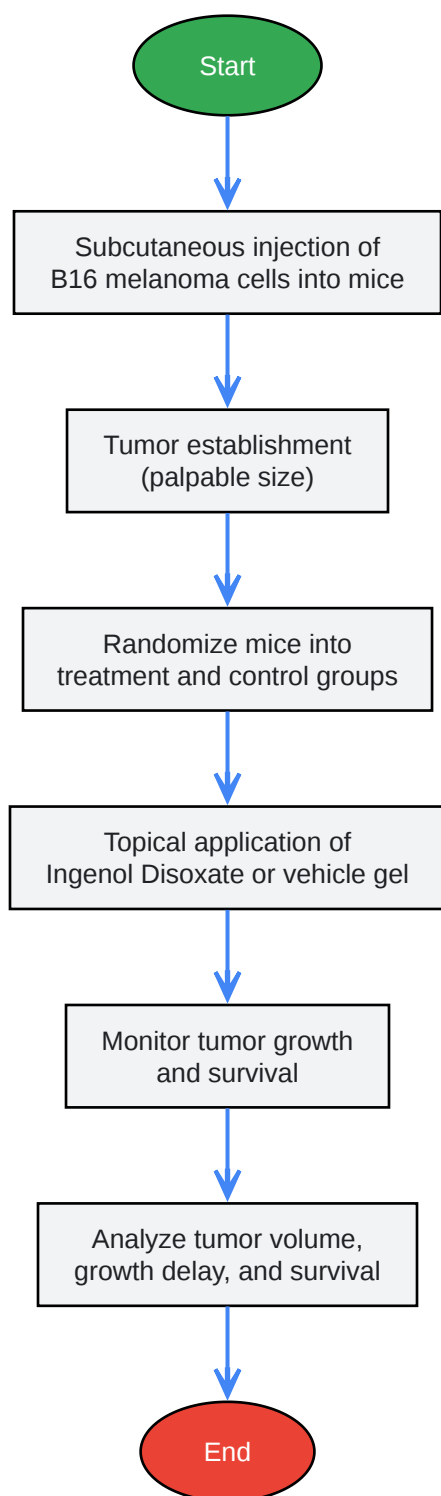 Start
Subcutaneous injection of
B16 melanoma cells into mice
Tumor establishment
(palpable size)
Randomize mice into
treatment and control groups
Topical application of
Ingenol Disoxate or vehicle gel
Monitor tumor growth
and survival
Analyze tumor volume,
growth delay, and survival
End